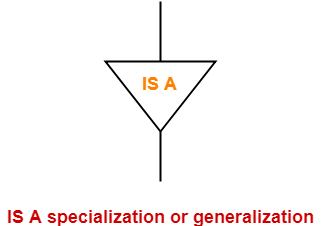 IS A
IS A specialization or generalization